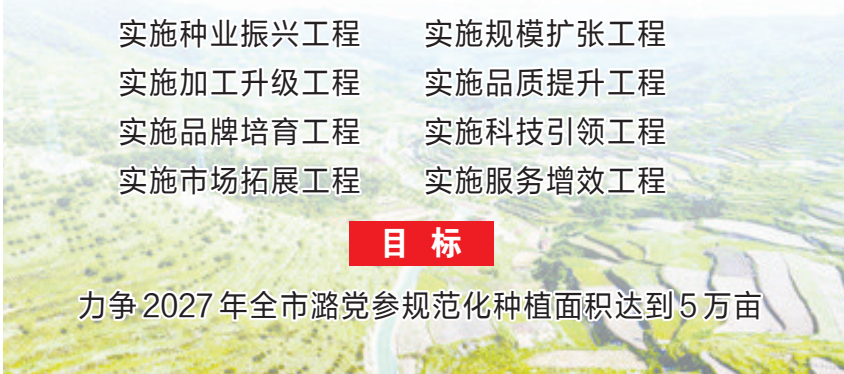 实施种业振兴工程 实施规模扩张工程
实施加工升级工程 实施品质提升工程
实施品牌培育工程 实施科技引领工程
实施市场拓展工程 实施服务增效工程
目标
力争2027年全市潞党参规范化种植面积达到5万亩